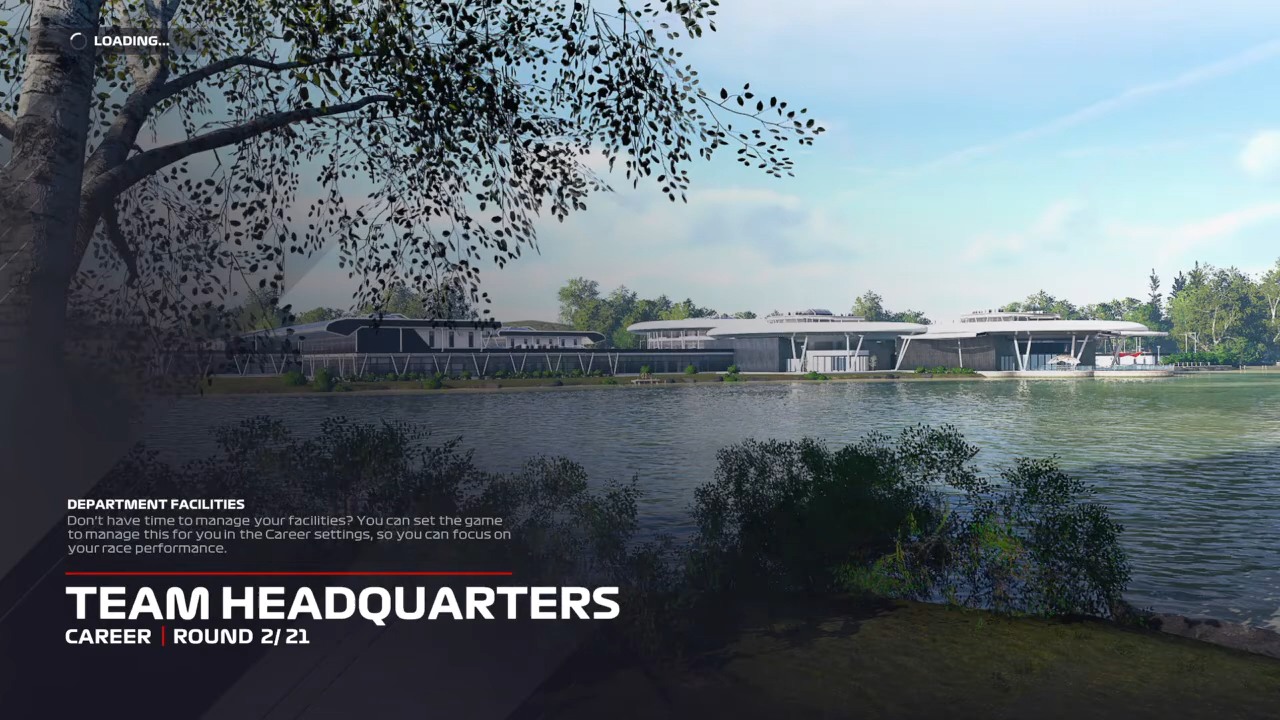 LOADING...
DEPARTMENT FACILITIES
Don't have time to manage your facilities? You can set the game
to manage this for you in the Career settings, so you can focus on
your race performance.
TEAM HEADQUARTERS
CAREER | ROUND 2/21